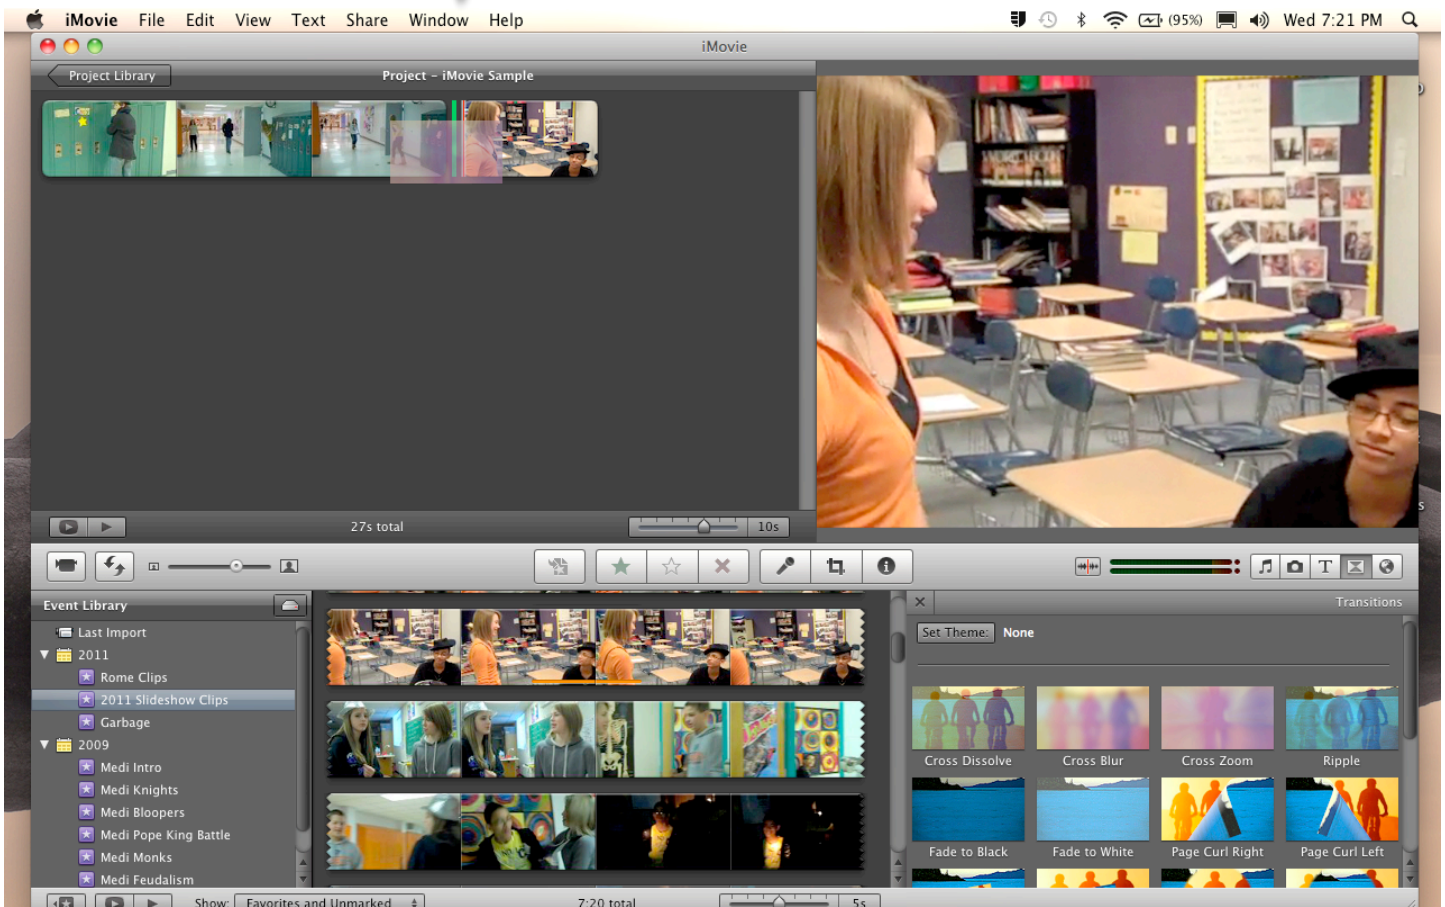 iMovie File Edit View Text Share Window Help (95%) Wed 7:21 PM
iMovie
Project Library Project - iMovie Sample
27s total 10s
Event Library
Last Import
2011
Rome Clips
2011 Slideshow Clips
Garbage
2009
Medi Intro
Medi Knights
Medi Bloopers
Medi Pope King Battle
Medi Monks
Medi Feudalism
Show: Favorites and Unmarked 7:20 total 5s
Transitions
Set Theme: None
Cross Dissolve Cross Blur Cross Zoom Ripple
Fade to Black Fade to White Page Curl Right Page Curl Left